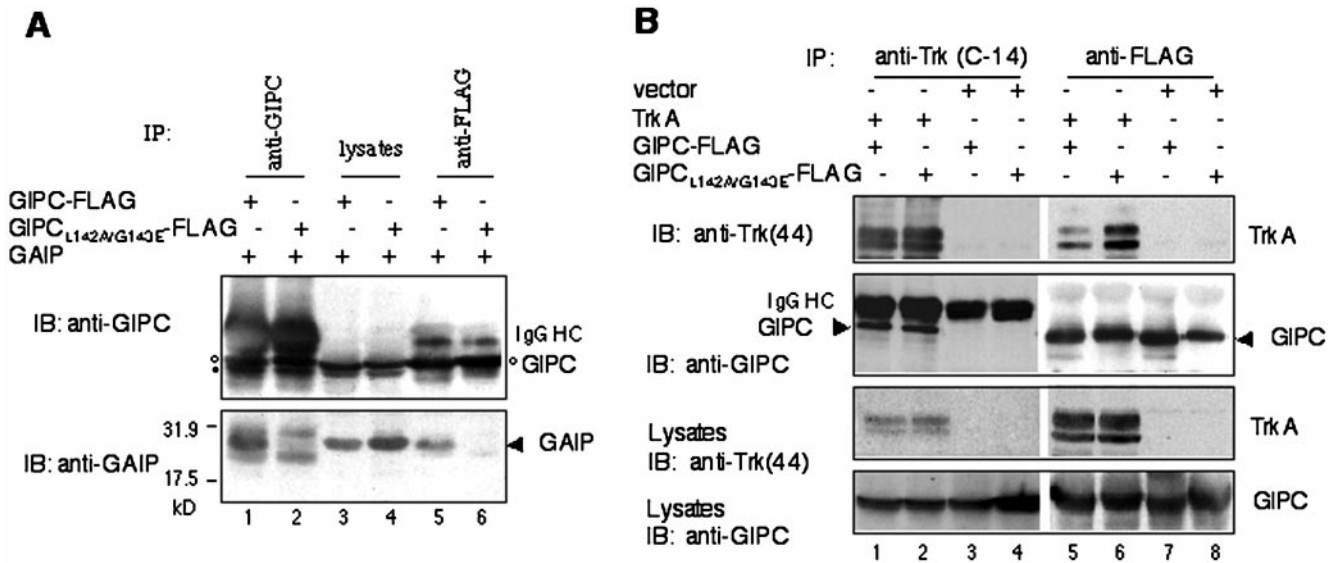 A
IP:
anti-GIPC
lysates
anti-FLAG
GIPC-FLAG + - + - + -
GIPCL142A/G143E-FLAG - + - + - +
GAIP + + + + + +
IB: anti-GIPC
IgG HC
GIPC
IB: anti-GAIP
31.9
17.5
kD
GAIP
1 2 3 4 5 6
B
IP: anti-Trk (C-14) anti-FLAG
vector - - + + - - + +
TrkA + + - - + + - -
GIPC-FLAG + - + - + - + -
GIPCL142A/G143E-FLAG - + - + - + - +
IB: anti-Trk(44)
TrkA
IgG HC
GIPC
GIPC
IB: anti-GIPC
Lysates
IB: anti-Trk(44)
TrkA
Lysates
IB: anti-GIPC
GIPC
1 2 3 4 5 6 7 8